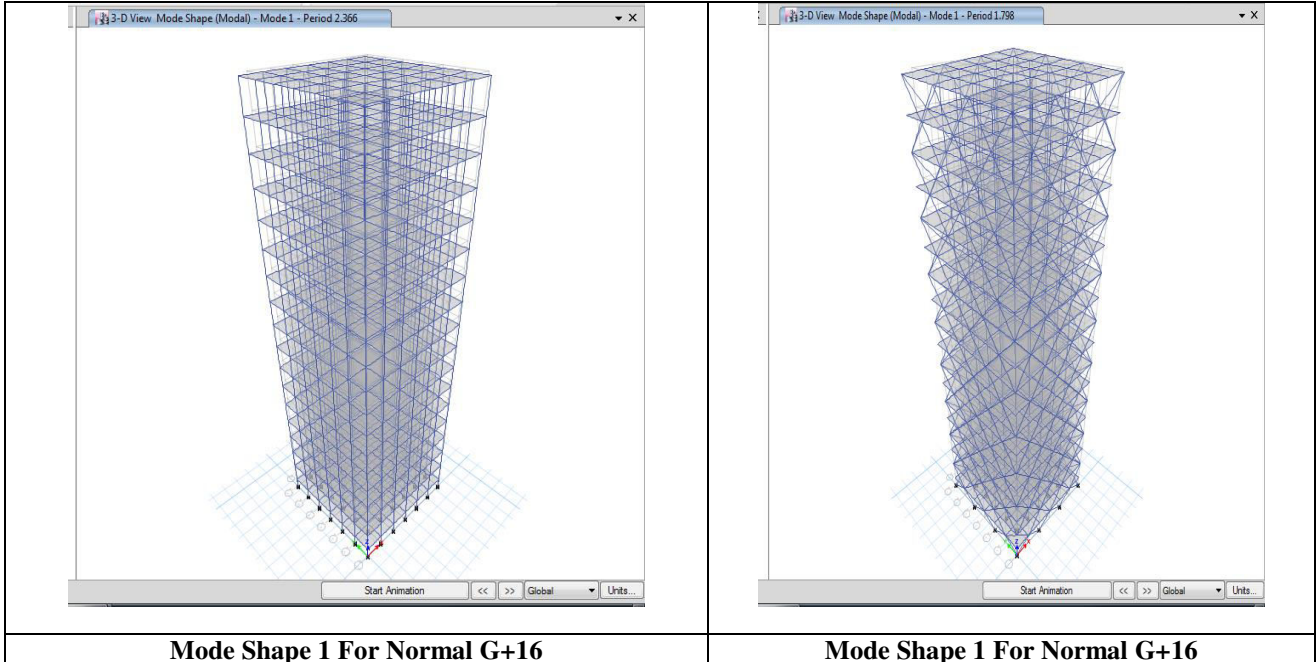 3-D View Mode Shape (Modal) - Mode 1 - Period 2.366
Start Animation << >> Global Units...
Mode Shape 1 For Normal G+16
3-D View Mode Shape (Modal) - Mode 1 - Period 1.798
Start Animation << >> Global Units...
Mode Shape 1 For Normal G+16